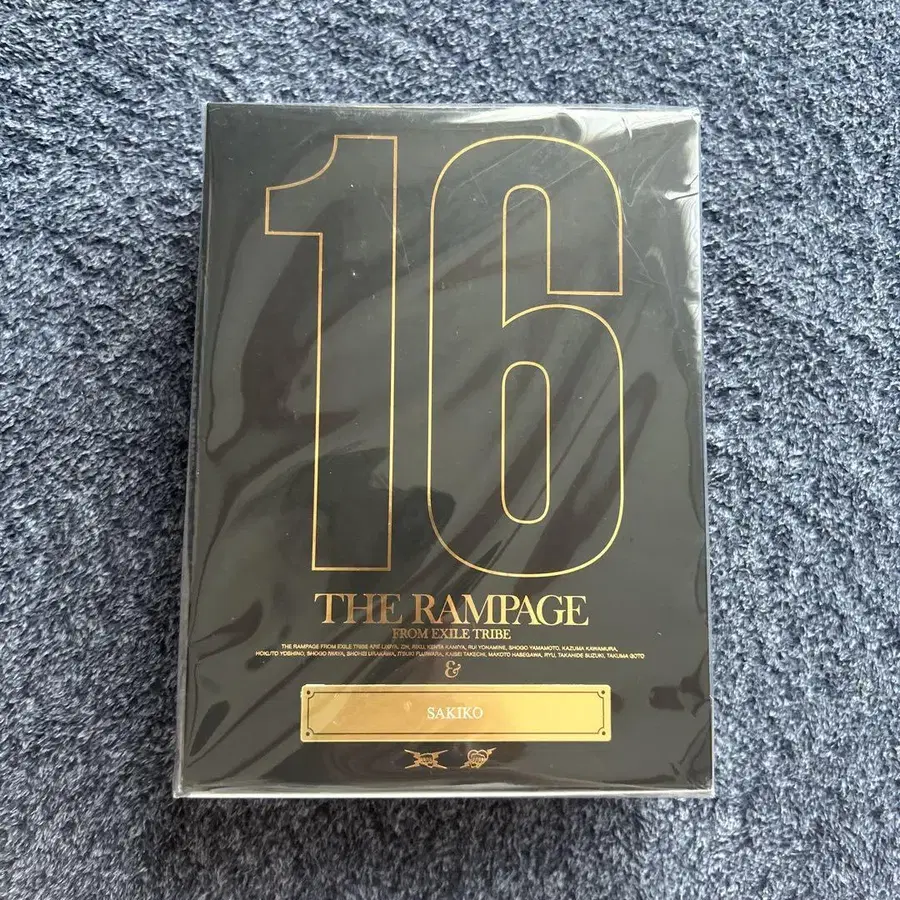 16
THE RAMPAGE
FROM EXILE TRIBE
THE RAMPAGE FROM EXILE TRIBE ARE LIKIYA, ZIN, RIKU, KENTA KAMIYA, RUI YONAMINE, SHOGO YAMAMOTO, KAZUMA KAWAMURA,
HOKUTO YOSHINO, SHOGO IWAYA, SHOHEI URAKAWA, ITSUKI FUJIWARA, KAISEI TAKECHI, MAKOTO HASEGAWA, RYU, TAKAHIDE SUZUKI, TAKUMA GOTO
&
SAKIKO